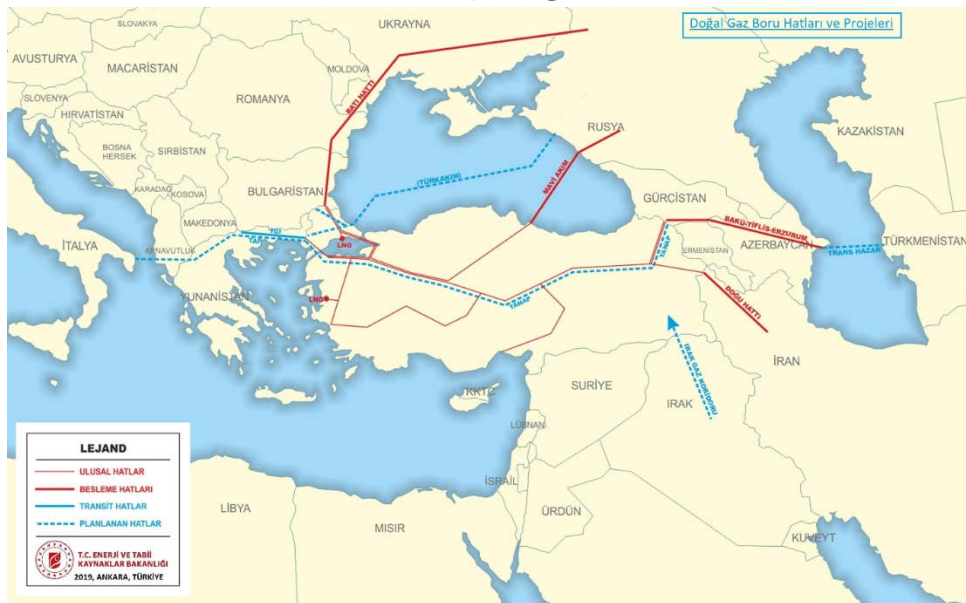 Doğal Gaz Boru Hatları ve Projeleri
UKRAYNA
SLOVAKYA
AVUSTURYA
MACARİSTAN
MOLDOVA
SLOVENYA
HIRVATİSTAN
ROMANYA
BATI HATTI
RUSYA
KAZAKİSTAN
BOSNA
HERSEK
SIRBİSTAN
(TÜRKAKIM)
MAVİ AKIM
KARADAĞ
KOSOVA
BULGARİSTAN
GÜRCİSTAN
MAKEDONYA
BAKÜ-TİFLİS-ERZURUM
İTALYA
ARNAVUTLUK
TGI
TAP
LNG
TANAP
ERMENİSTAN
AZERBAYCAN
TRANS HAZAR
TÜRKMENİSTAN
YUNANİSTAN
LNG
TANAP
DOĞU HATTI
İRAN
KKTC
SURİYE
IRAK GAZ KORİDORU
IRAK
LÜBNAN
İSRAİL
ÜRDÜN
LİBYA
MISIR
KUVEYT
LEJAND
ULUSAL HATLAR
BESLEME HATLARI
TRANSİT HATLAR
PLANLANAN HATLAR
T.C. ENERJİ VE TABİİ
KAYNAKLAR BAKANLIĞI
2019, ANKARA, TÜRKİYE